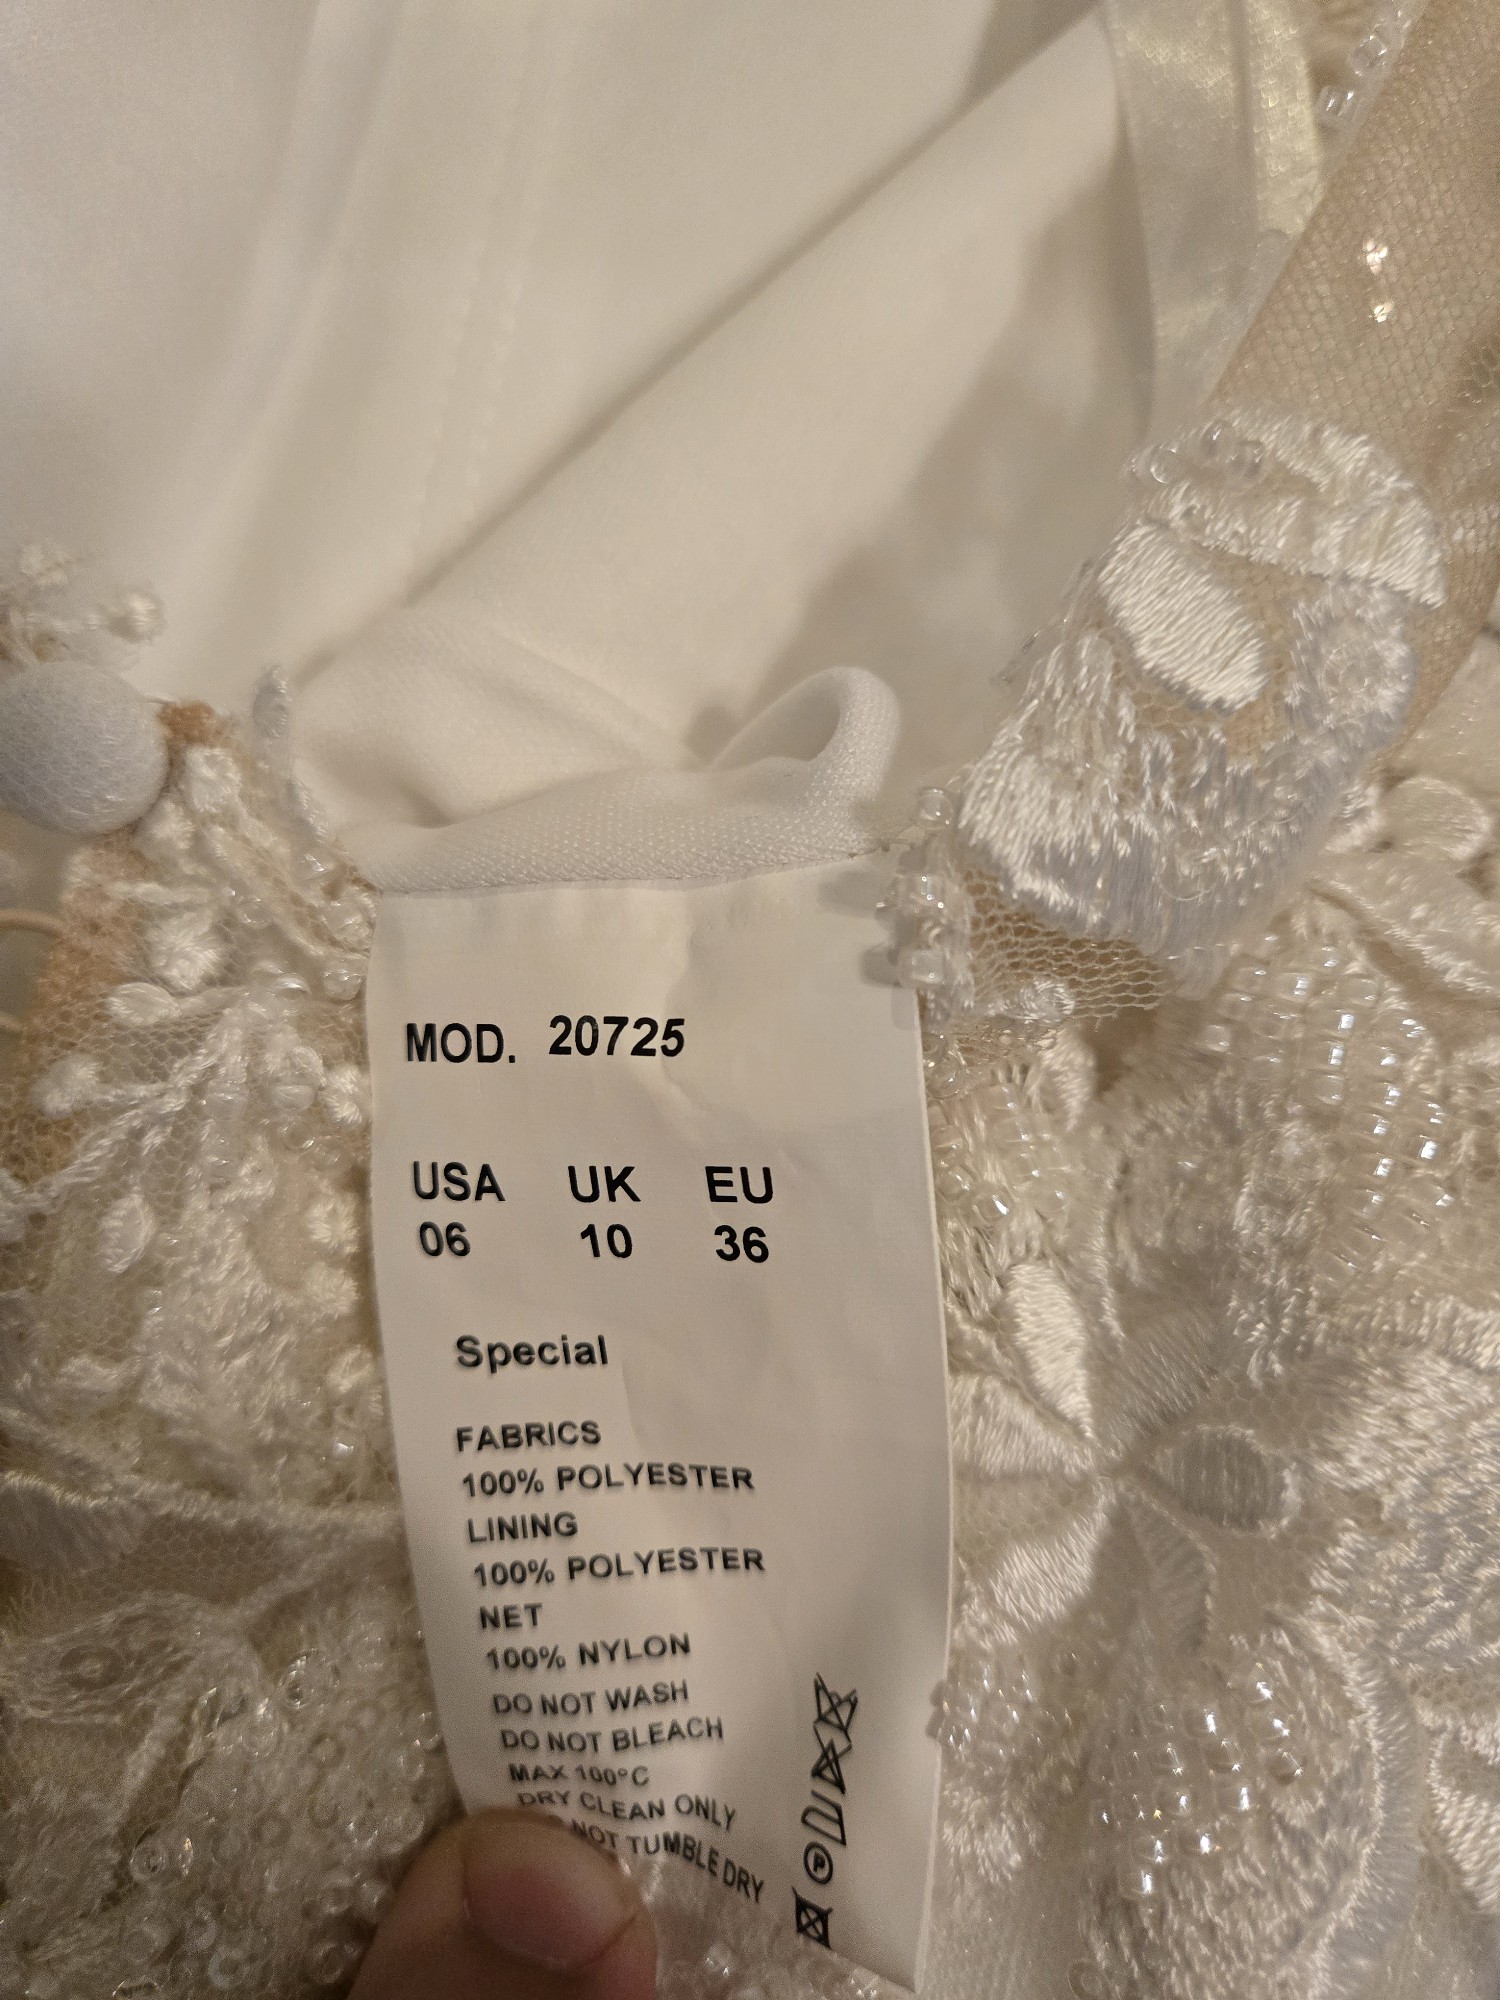 MOD. 20725
USA UK EU
06 10 36
Special
FABRICS
100% POLYESTER
LINING
100% POLYESTER
NET
100% NYLON
DO NOT WASH
DO NOT BLEACH
MAX 100°C
DRY CLEAN ONLY
NOT TUMBLE DRY
P